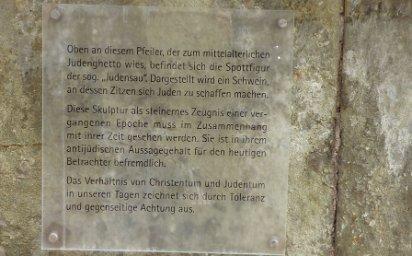 Oben an diesem Pfeiler, der zum mittelalterlichen
Judenghetto wies, befindet sich die Spottfigur
der sog. „Judensau". Dargestellt wird ein Schwein,
an dessen Zitzen sich Juden zu schaffen machen.
Diese Skulptur als steinernes Zeugnis einer ver-
gangenen Epoche muss im Zusammenhang
mit ihrer Zeit gesehen werden. Sie ist in ihrem
antijüdischen Aussagegehalt für den heutigen
Betrachter befremdlich.
Das Verhältnis von Christentum und Judentum
in unseren Tagen zeichnet sich durch Toleranz
und gegenseitige Achtung aus.